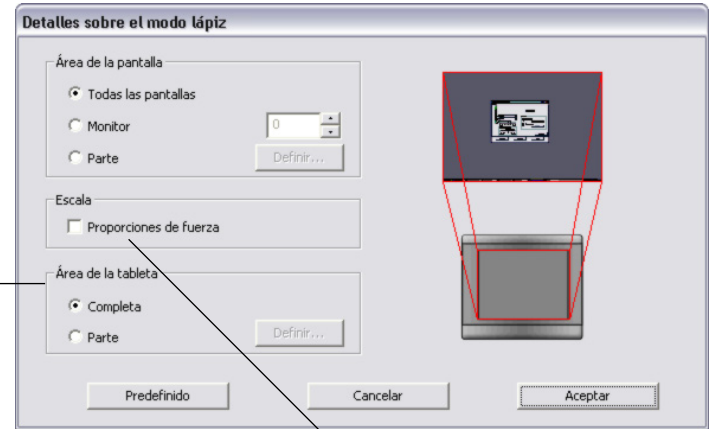 Detalles sobre el modo lápiz
Área de la pantalla
Todas las pantallas
Monitor 0
Parte Definir...
Escala
Proporciones de fuerza
Área de la tableta
Completa
Parte Definir...
Predefinido Cancelar Aceptar